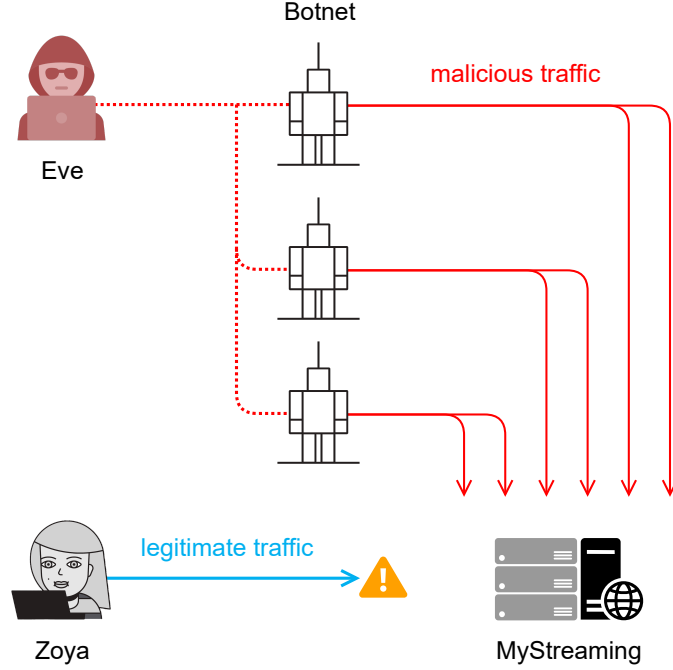 Botnet
malicious traffic
Eve
legitimate traffic
Zoya
MyStreaming